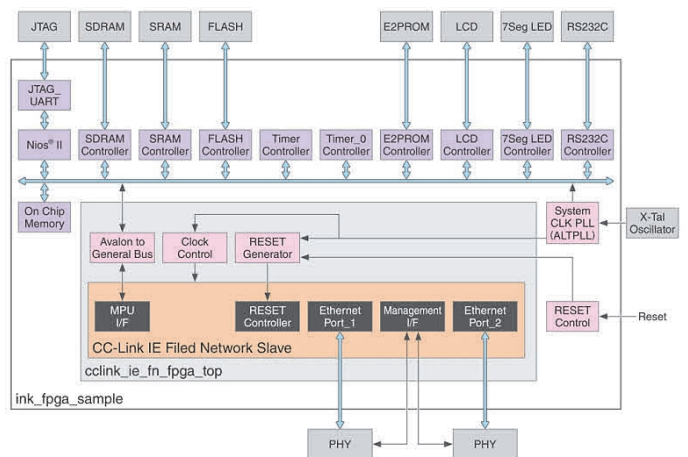 JTAG
SDRAM
SRAM
FLASH
E2PROM
LCD
7Seg LED
RS232C
JTAG_
UART
Nios® II
SDRAM
Controller
SRAM
Controller
FLASH
Controller
Timer
Controller
Timer_0
Controller
E2PROM
Controller
LCD
Controller
7Seg LED
Controller
RS232C
Controller
On Chip
Memory
Avalon to
General Bus
Clock
Control
RESET
Generator
System
CLK PLL
(ALTPLL)
X-Tal
Oscillator
MPU
I/F
RESET
Controller
Ethernet
Port_1
Management
I/F
Ethernet
Port_2
RESET
Control
Reset
CC-Link IE Filed Network Slave
cclink_ie_fn_fpga_top
ink_fpga_sample
PHY
PHY